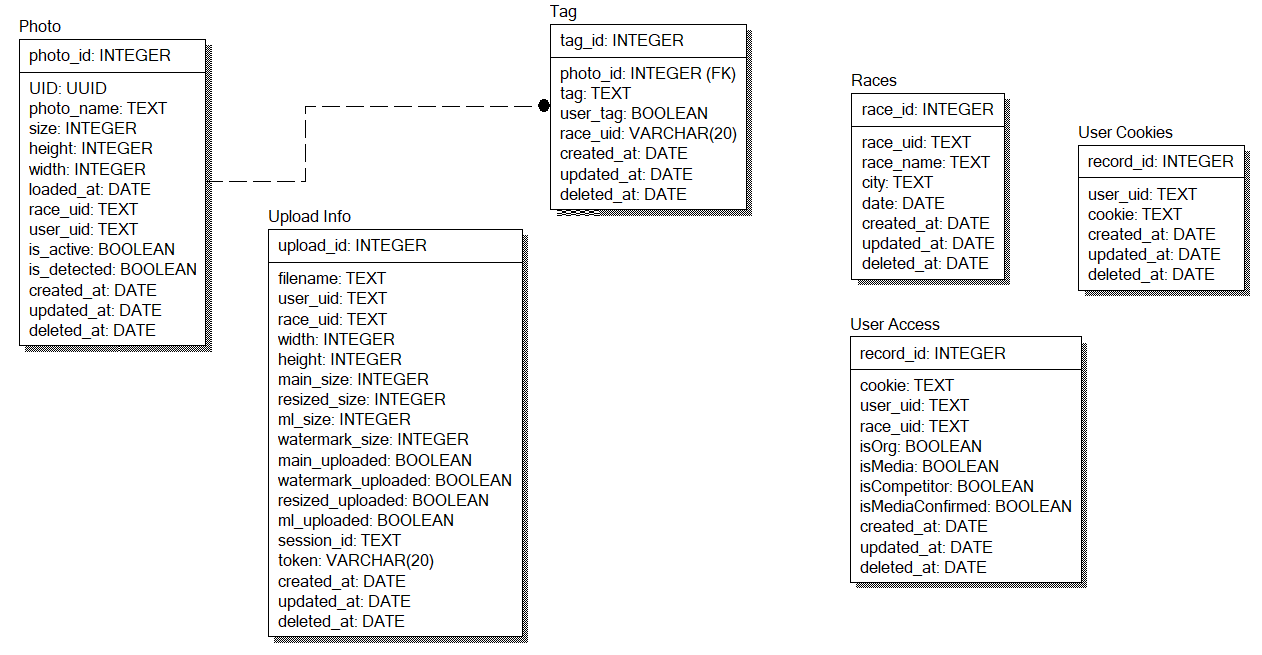 Photo
photo_id: INTEGER
UID: UUID
photo_name: TEXT
size: INTEGER
height: INTEGER
width: INTEGER
loaded_at: DATE
race_uid: TEXT
user_uid: TEXT
is_active: BOOLEAN
is_detected: BOOLEAN
created_at: DATE
updated_at: DATE
deleted_at: DATE
Upload Info
upload_id: INTEGER
filename: TEXT
user_uid: TEXT
race_uid: TEXT
width: INTEGER
height: INTEGER
main_size: INTEGER
resized_size: INTEGER
ml_size: INTEGER
watermark_size: INTEGER
main_uploaded: BOOLEAN
watermark_uploaded: BOOLEAN
resized_uploaded: BOOLEAN
ml_uploaded: BOOLEAN
session_id: TEXT
token: VARCHAR(20)
created_at: DATE
updated_at: DATE
deleted_at: DATE
Tag
tag_id: INTEGER
photo_id: INTEGER (FK)
tag: TEXT
user_tag: BOOLEAN
race_uid: VARCHAR(20)
created_at: DATE
updated_at: DATE
deleted_at: DATE
Races
race_id: INTEGER
race_uid: TEXT
race_name: TEXT
city: TEXT
date: DATE
created_at: DATE
updated_at: DATE
deleted_at: DATE
User Cookies
record_id: INTEGER
user_uid: TEXT
cookie: TEXT
created_at: DATE
updated_at: DATE
deleted_at: DATE
User Access
record_id: INTEGER
cookie: TEXT
user_uid: TEXT
race_uid: TEXT
isOrg: BOOLEAN
isMedia: BOOLEAN
isCompetitor: BOOLEAN
isMediaConfirmed: BOOLEAN
created_at: DATE
updated_at: DATE
deleted_at: DATE